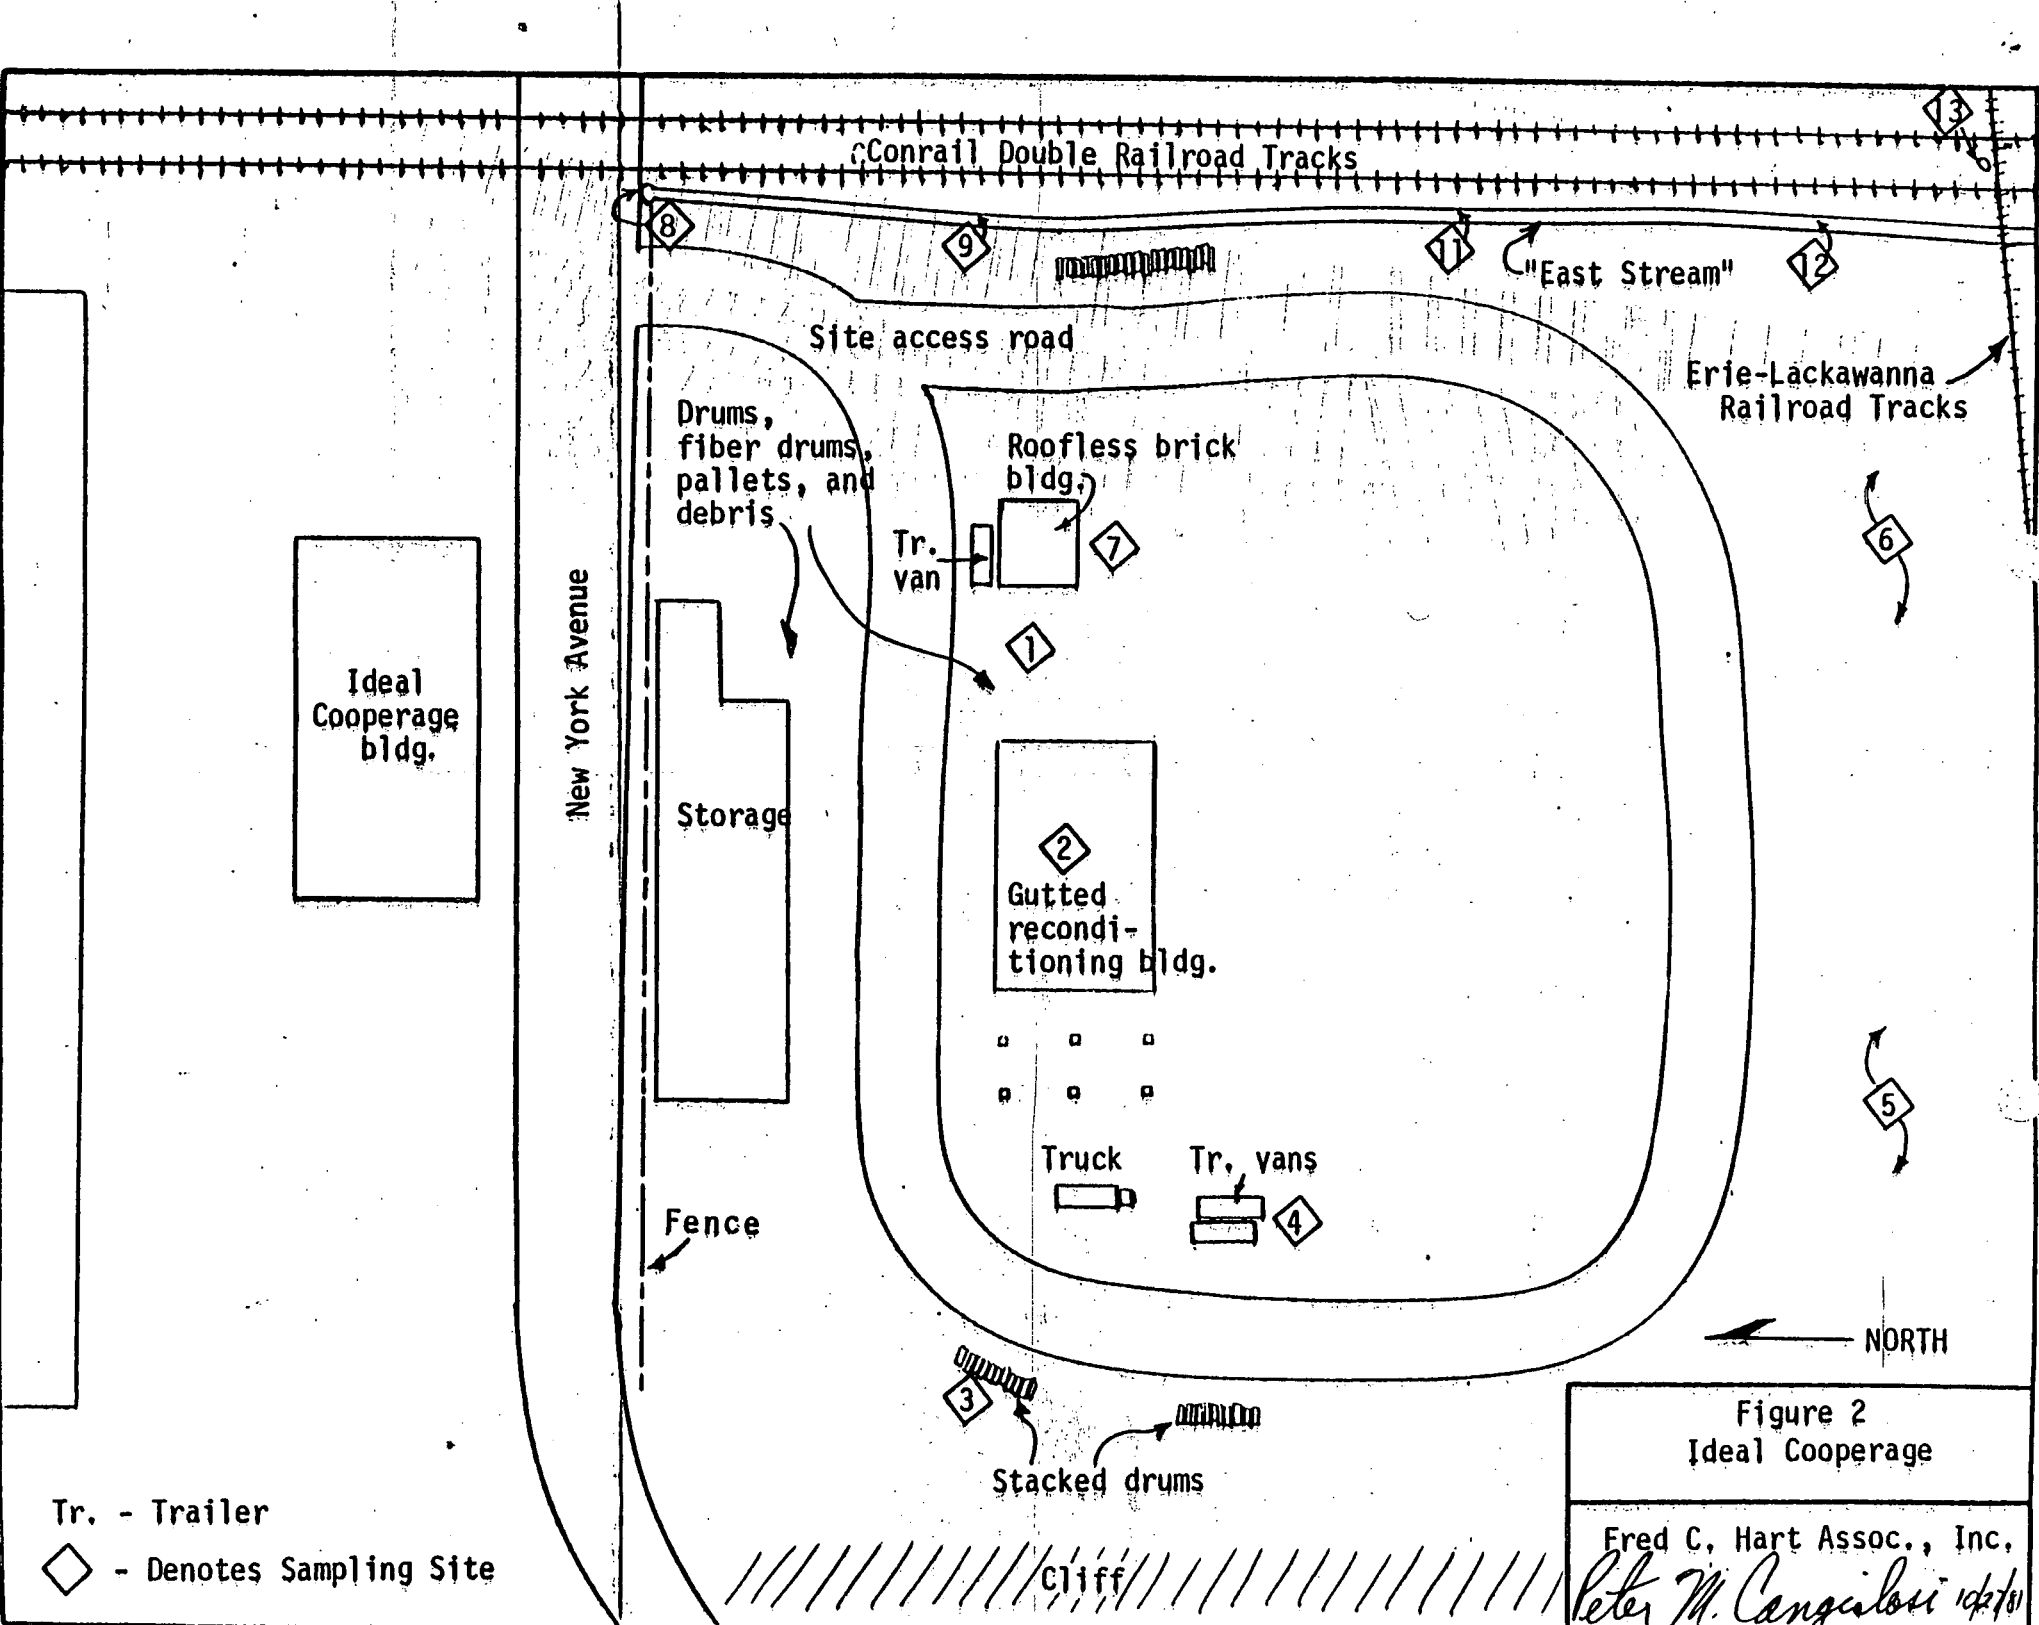 13
Conrail Double Railroad Tracks
8
9
11
"East Stream"
12
Site access road
Erie-Lackawanna
Railroad Tracks
Drums,
fiber drums,
pallets, and
debris
Roofless brick
bldg.
Tr.
van
7
6
1
Ideal
Cooperage
bldg.
New York Avenue
Storage
2
Gutted
recondi-
tioning bldg.
5
Truck
Tr. vans
4
Fence
NORTH
3
Stacked drums
Figure 2
Ideal Cooperage
Tr. - Trailer
- Denotes Sampling Site
Cliff
Fred C. Hart Assoc., Inc.
Peter M. Cangialosi 10/27/81